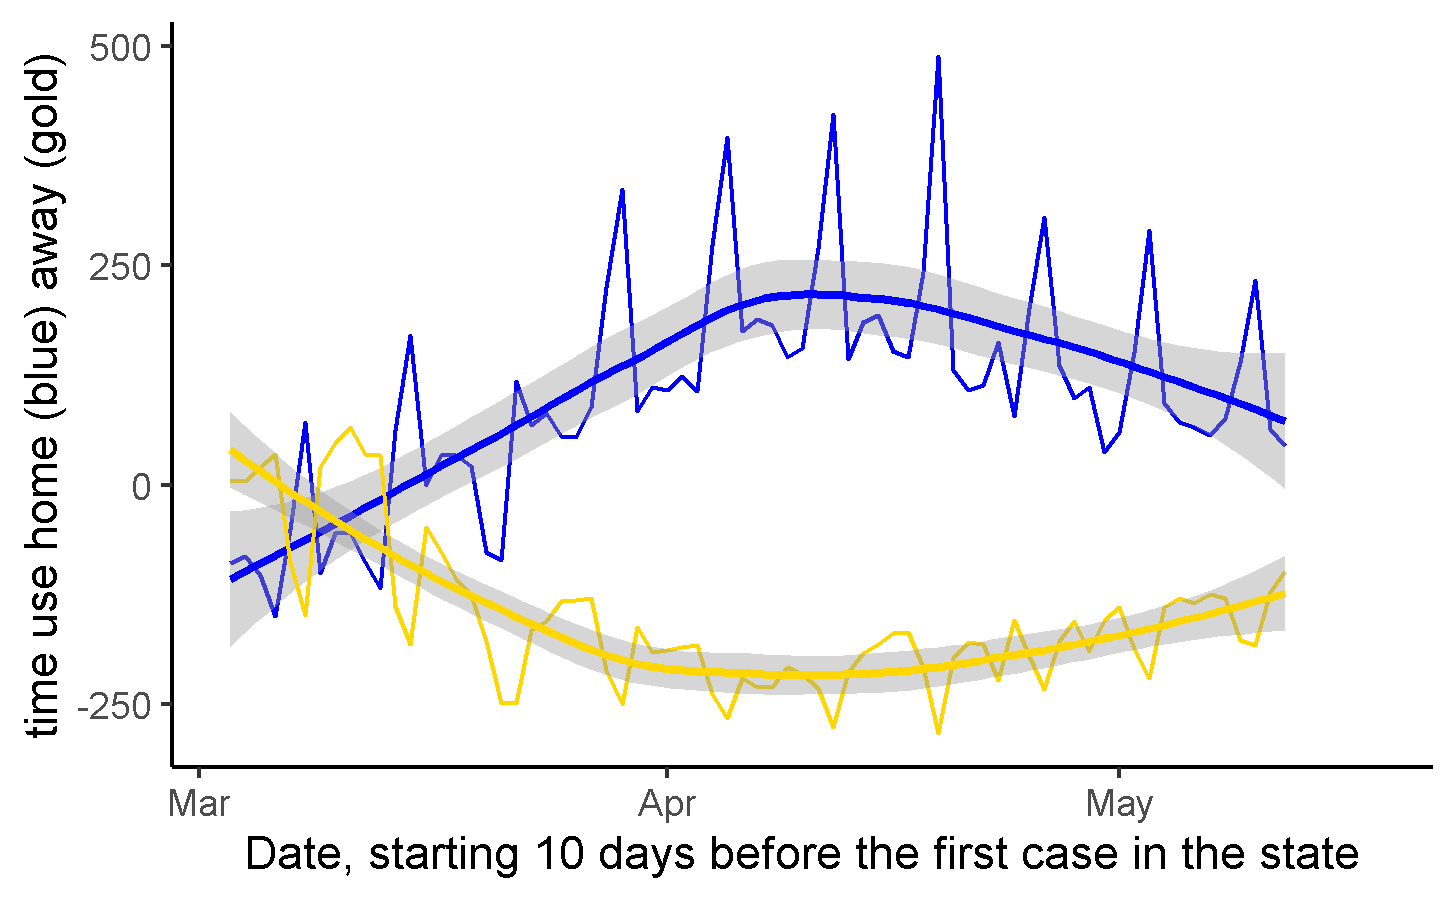 time use home (blue) away (gold)
500
250
0
-250
Mar
Apr
May
Date, starting 10 days before the first case in the state